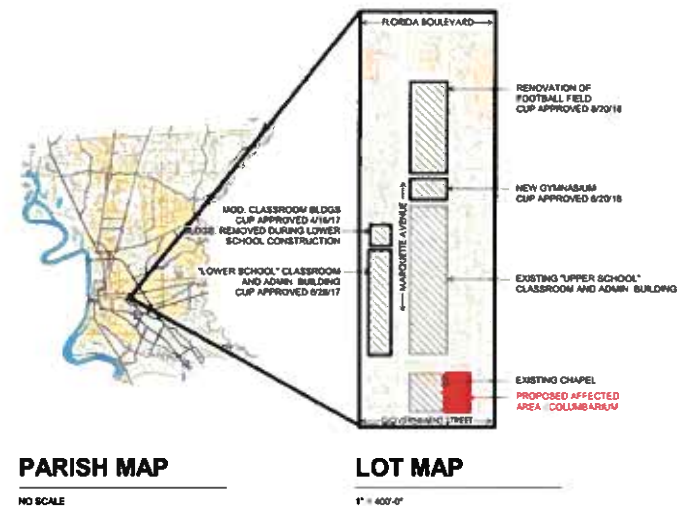 FLORIDA BOULEVARD
RENOVATION OF
FOOTBALL FIELD
CUP APPROVED 6/20/18
NEW GYMNASIUM
CUP APPROVED 6/20/18
MOD. CLASSROOM BLDGS
CUP APPROVED 4/16/17
BLDGS. REMOVED DURING LOWER
SCHOOL CONSTRUCTION
MARQUETTE AVENUE
"LOWER SCHOOL" CLASSROOM
AND ADMIN BUILDING
CUP APPROVED 6/28/17
EXISTING "UPPER SCHOOL"
CLASSROOM AND ADMIN BUILDING
EXISTING CHAPEL
PROPOSED AFFECTED
AREA COLUMBARIUM
GOVERNMENT STREET
PARISH MAP
NO SCALE
LOT MAP
1" = 400'-0"